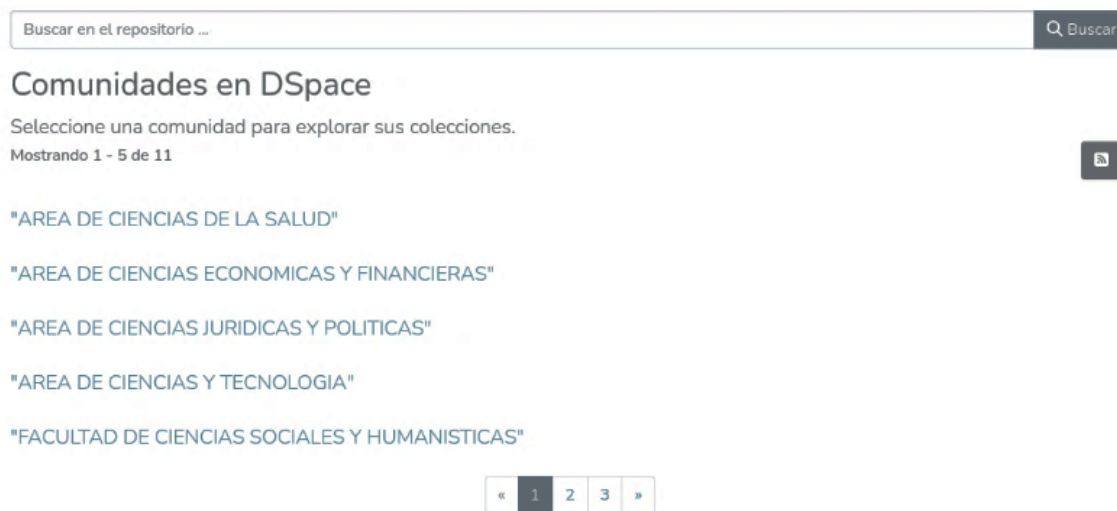 Buscar en el repositorio ...
Buscar
Comunidades en DSpace
Seleccione una comunidad para explorar sus colecciones.
Mostrando 1 - 5 de 11
"AREA DE CIENCIAS DE LA SALUD"
"AREA DE CIENCIAS ECONOMICAS Y FINANCIERAS"
"AREA DE CIENCIAS JURIDICAS Y POLITICAS"
"AREA DE CIENCIAS Y TECNOLOGIA"
"FACULTAD DE CIENCIAS SOCIALES Y HUMANISTICAS"
« 1 2 3 »